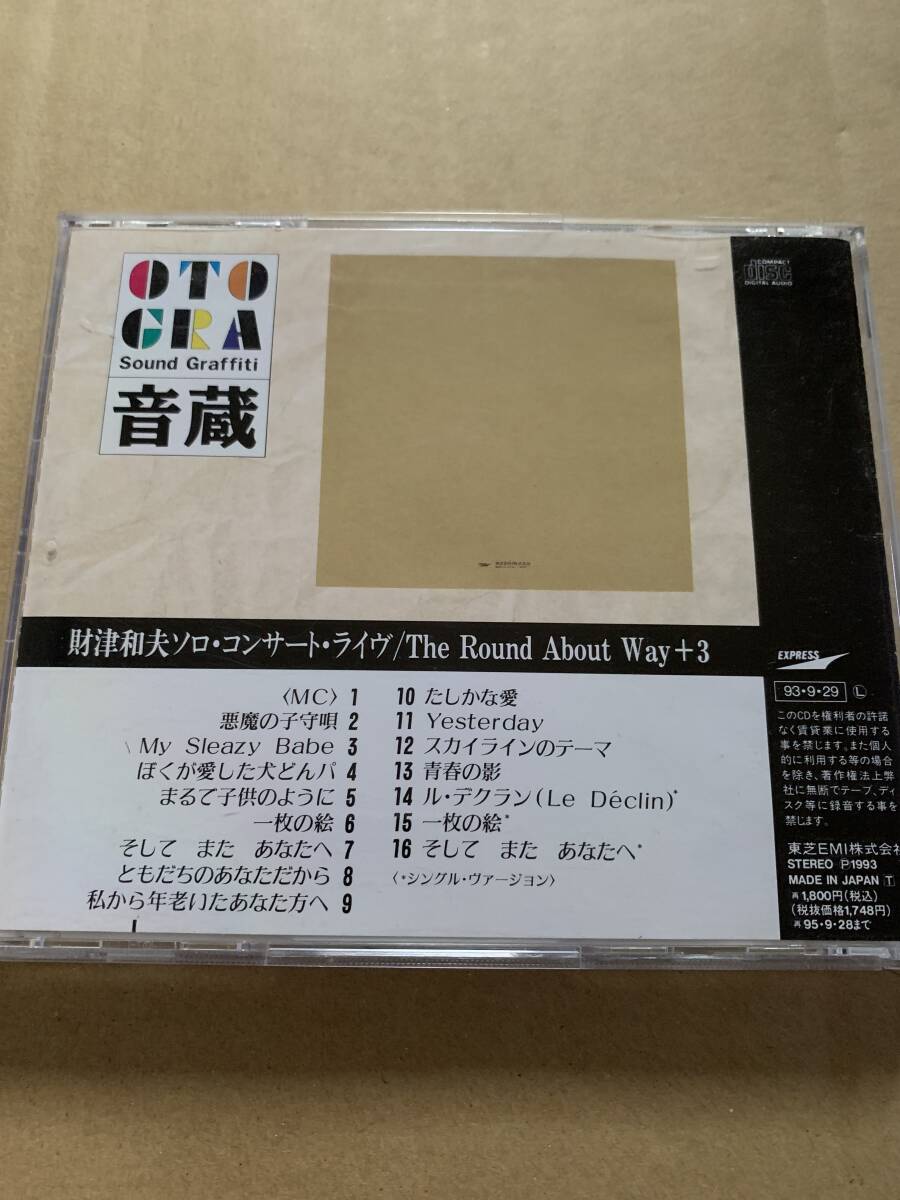 OTO
GRA
Sound Graffiti
音蔵
COMPACT
disc
DIGITAL AUDIO
財津和夫ソロ・コンサート・ライヴ/The Round About Way+3
〈MC〉 1
悪魔の子守唄 2
My Sleazy Babe 3
ぼくが愛した犬どんパ 4
まるで子供のように 5
一枚の絵 6
そして また あなたへ 7
ともだちのあなただから 8
私から年老いたあなた方へ 9
10 たしかな愛
11 Yesterday
12 スカイラインのテーマ
13 青春の影
14 ル・デクラン(Le Déclin)*
15 一枚の絵*
16 そして また あなたへ*
〈*シングル・ヴァージョン〉
EXPRESS
93・9・29 L
このCDを権利者の許諾
なく賃貸業に使用する
事を禁じます。また個人
的に利用する等の場合
を除き、著作権法上弊
社に無断でテープ、ディ
スク等に録音する事を
禁じます。
東芝EMI株式会社
STEREO P1993
MADE IN JAPAN T
再1,800円(税込)
(税抜価格1,748円)
再95・9・28まで